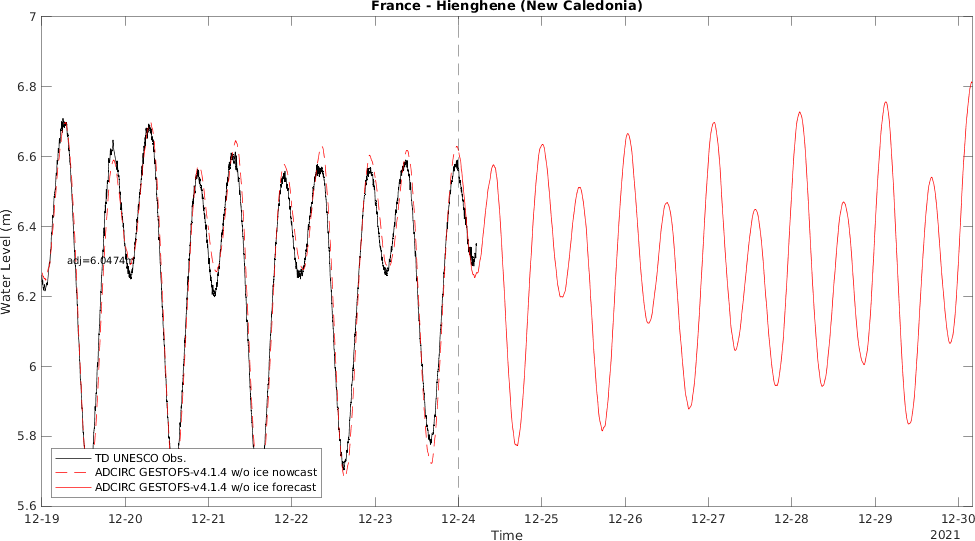 France - Hienghene (New Caledonia)
7
6.8
6.6
6.4
6.2
6
5.8
5.6
Water Level (m)
adj=6.0474
TD UNESCO Obs.
ADCIRC GESTOFS-v4.1.4 w/o ice nowcast
ADCIRC GESTOFS-v4.1.4 w/o ice forecast
12-19 12-20 12-21 12-22 12-23 12-24 12-25 12-26 12-27 12-28 12-29 12-30
Time
2021